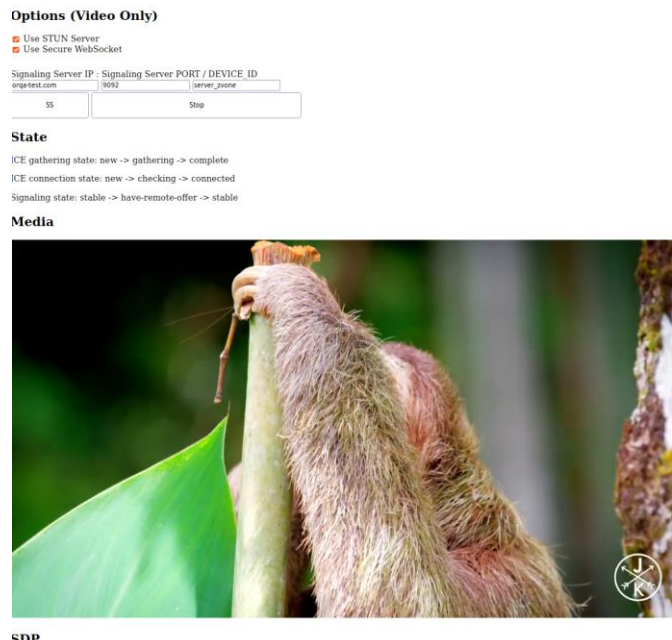 Options (Video Only)
Use STUN Server
Use Secure WebSocket
Signaling Server IP : Signaling Server PORT / DEVICE_ID
orqa-test.com 9092 server_zvone
SS Stop
State
ICE gathering state: new -> gathering -> complete
ICE connection state: new -> checking -> connected
Signaling state: stable -> have-remote-offer -> stable
Media
J
K
SDP